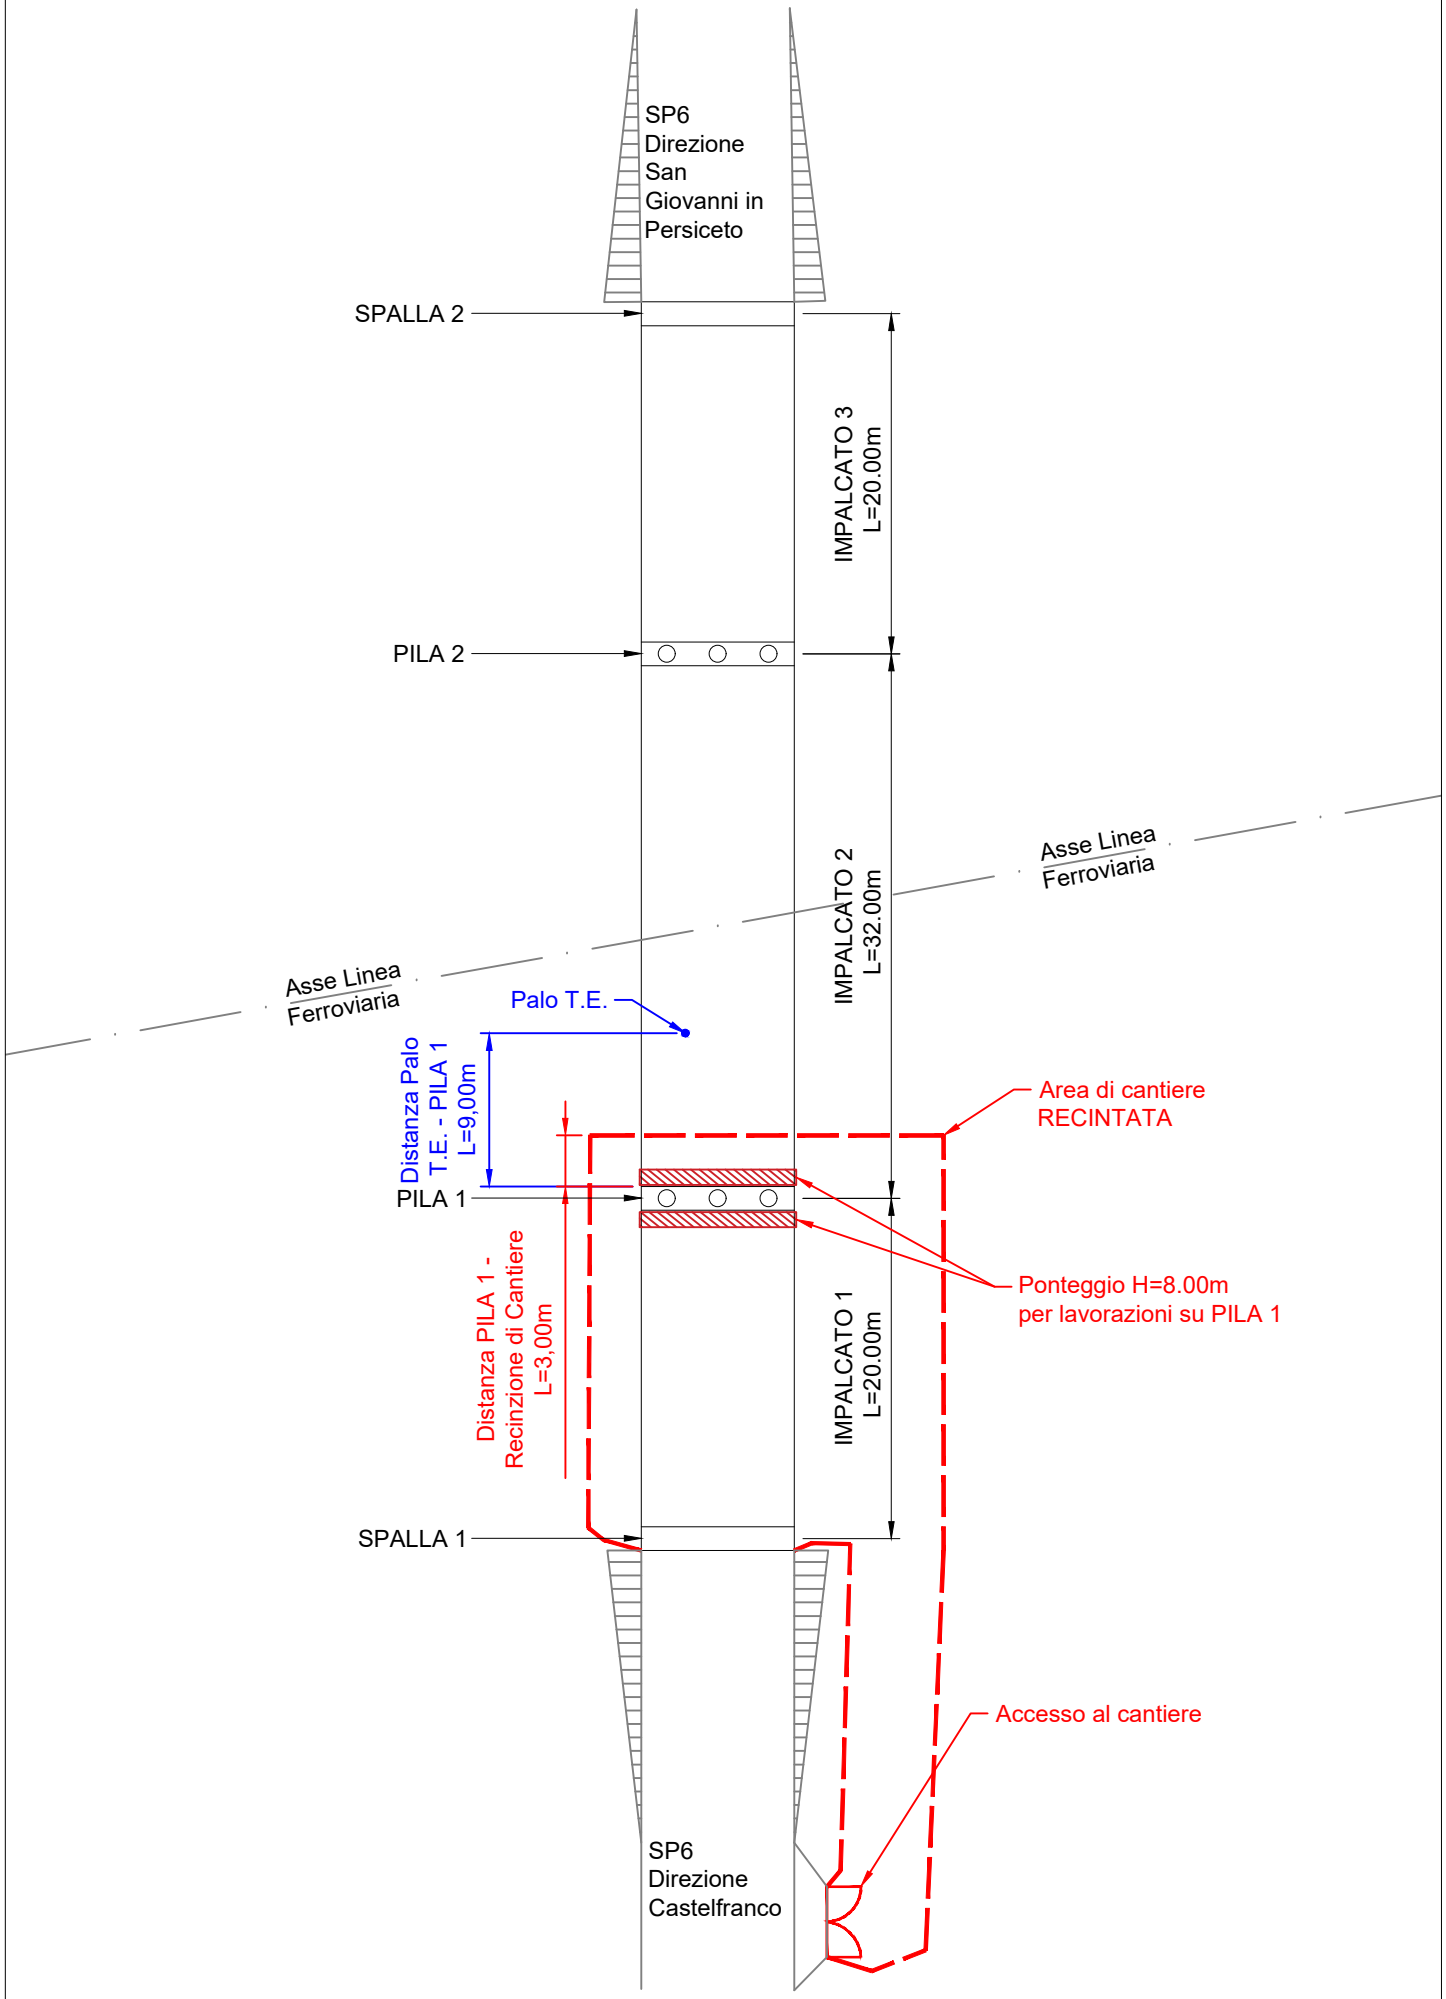 SP6
Direzione
San
Giovanni in
Persiceto
SPALLA 2
IMPALCATO 3
L=20.00m
PILA 2
Asse Linea
Ferroviaria
IMPALCATO 2
L=32.00m
Asse Linea
Ferroviaria
Palo T.E.
Distanza Palo
T.E. - PILA 1
L=9,00m
Area di cantiere
RECINTATA
PILA 1
Distanza PILA 1 -
Recinzione di Cantiere
L=3,00m
Ponteggio H=8.00m
per lavorazioni su PILA 1
IMPALCATO 1
L=20.00m
SPALLA 1
Accesso al cantiere
SP6
Direzione
Castelfranco